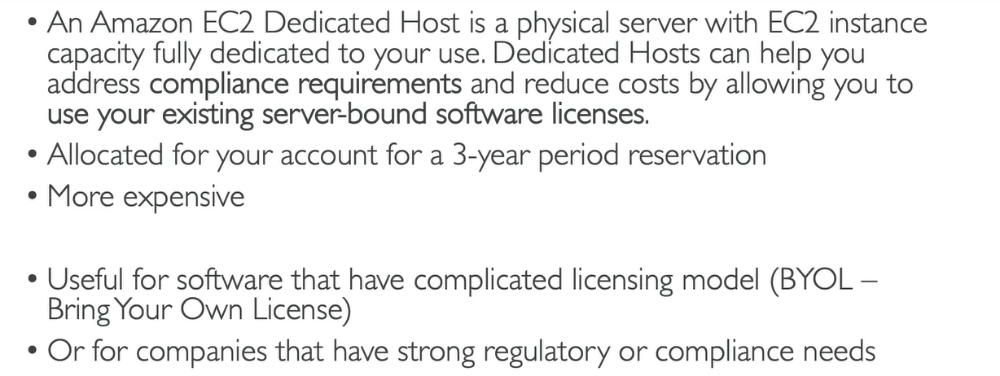 • An Amazon EC2 Dedicated Host is a physical server with EC2 instance
capacity fully dedicated to your use. Dedicated Hosts can help you
address compliance requirements and reduce costs by allowing you to
use your existing server-bound software licenses.
• Allocated for your account for a 3-year period reservation
• More expensive
• Useful for software that have complicated licensing model (BYOL –
Bring Your Own License)
• Or for companies that have strong regulatory or compliance needs